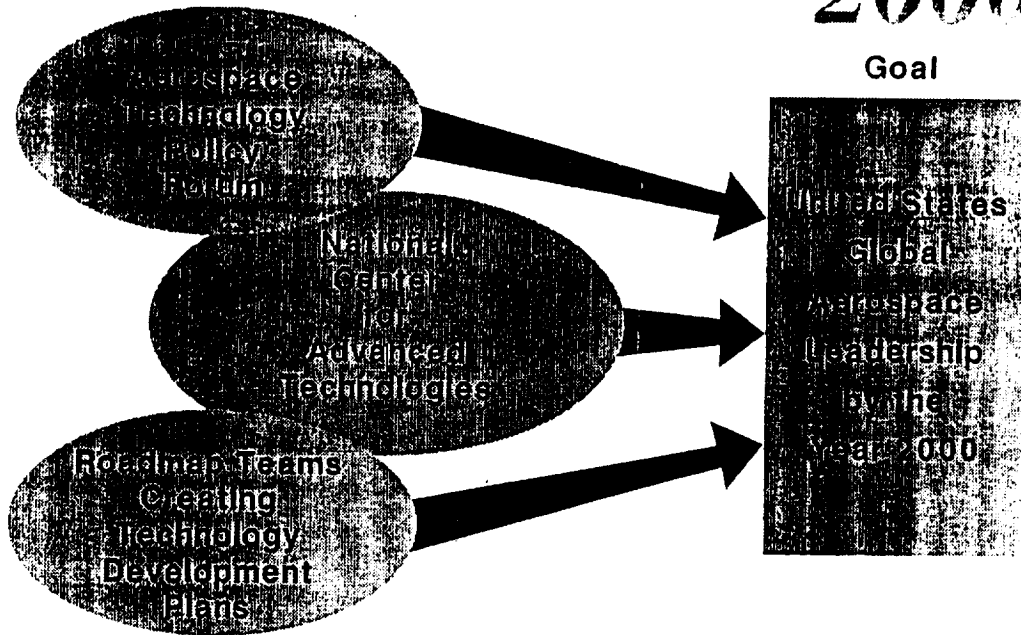 2000
Goal
Aerospace
Technology
Policy
Forum
National
Center
for
Advanced
Technologies
Roadmap Teams
Creating
Technology
Development
Plans
United States
Global
Aerospace
Leadership
by the
Year 2000